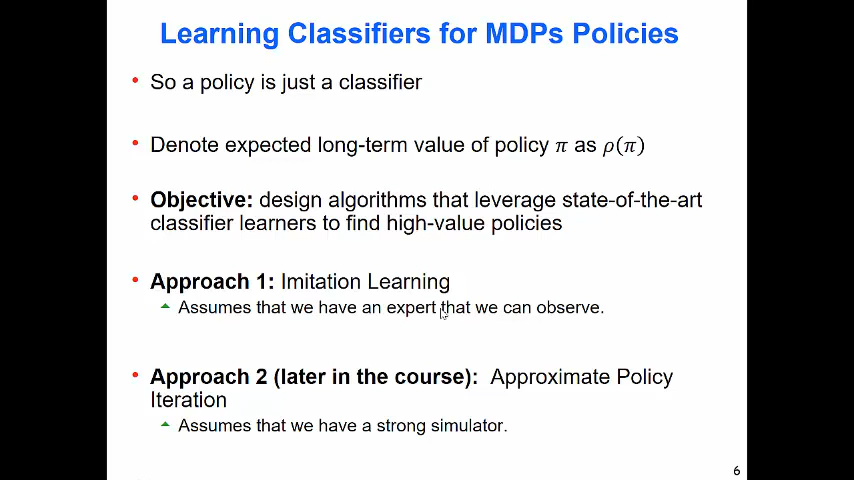 Learning Classifiers for MDPs Policies
• So a policy is just a classifier
• Denote expected long-term value of policy π as ρ(π)
• Objective: design algorithms that leverage state-of-the-art
classifier learners to find high-value policies
• Approach 1: Imitation Learning
Assumes that we have an expert that we can observe.
• Approach 2 (later in the course): Approximate Policy
Iteration
Assumes that we have a strong simulator.
6